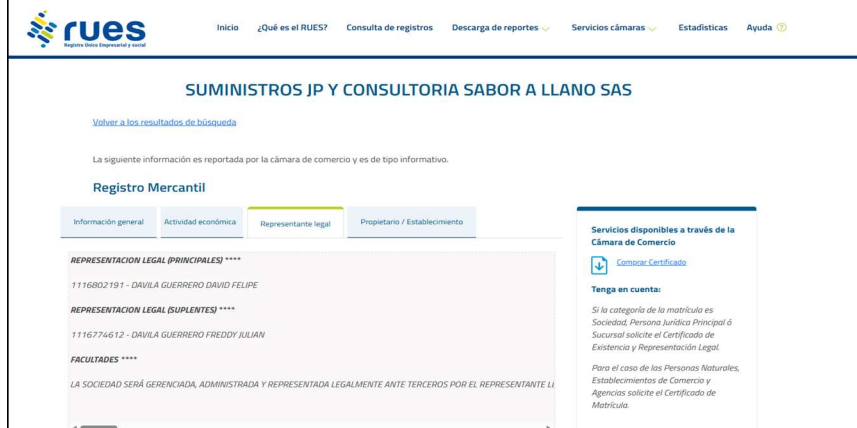 rues
Registro Único Empresarial y social
Inicio ¿Qué es el RUES? Consulta de registros Descarga de reportes Servicios cámaras Estadísticas Ayuda ?
SUMINISTROS JP Y CONSULTORIA SABOR A LLANO SAS
Volver a los resultados de búsqueda
La siguiente información es reportada por la cámara de comercio y es de tipo informativo.
Registro Mercantil
Información general Actividad económica Representante legal Propietario / Establecimiento
REPRESENTACION LEGAL (PRINCIPALES) ****
1116802191 - DAVILA GUERRERO DAVID FELIPE
REPRESENTACION LEGAL (SUPLENTES) ****
1116774612 - DAVILA GUERRERO FREDDY JULIAN
FACULTADES ****
LA SOCIEDAD SERÁ GERENCIADA, ADMINISTRADA Y REPRESENTADA LEGALMENTE ANTE TERCEROS POR EL REPRESENTANTE
Servicios disponibles a través de la
Cámara de Comercio
Comprar Certificado
Tenga en cuenta:
Si la categoría de la matrícula es
Sociedad, Persona Jurídica Principal ó
Sucursal solicite el Certificado de
Existencia y Representación Legal.
Para el caso de las Personas Naturales,
Establecimientos de Comercio y
Agencias solicite el Certificado de
Matrícula.